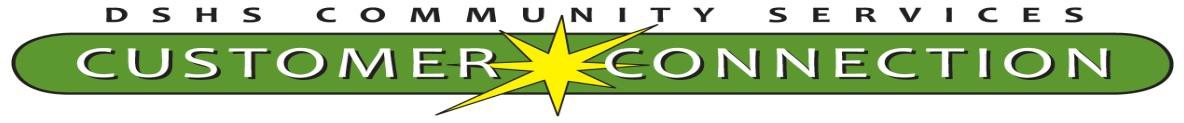 DSHS COMMUNITY SERVICES
CUSTOMER CONNECTION